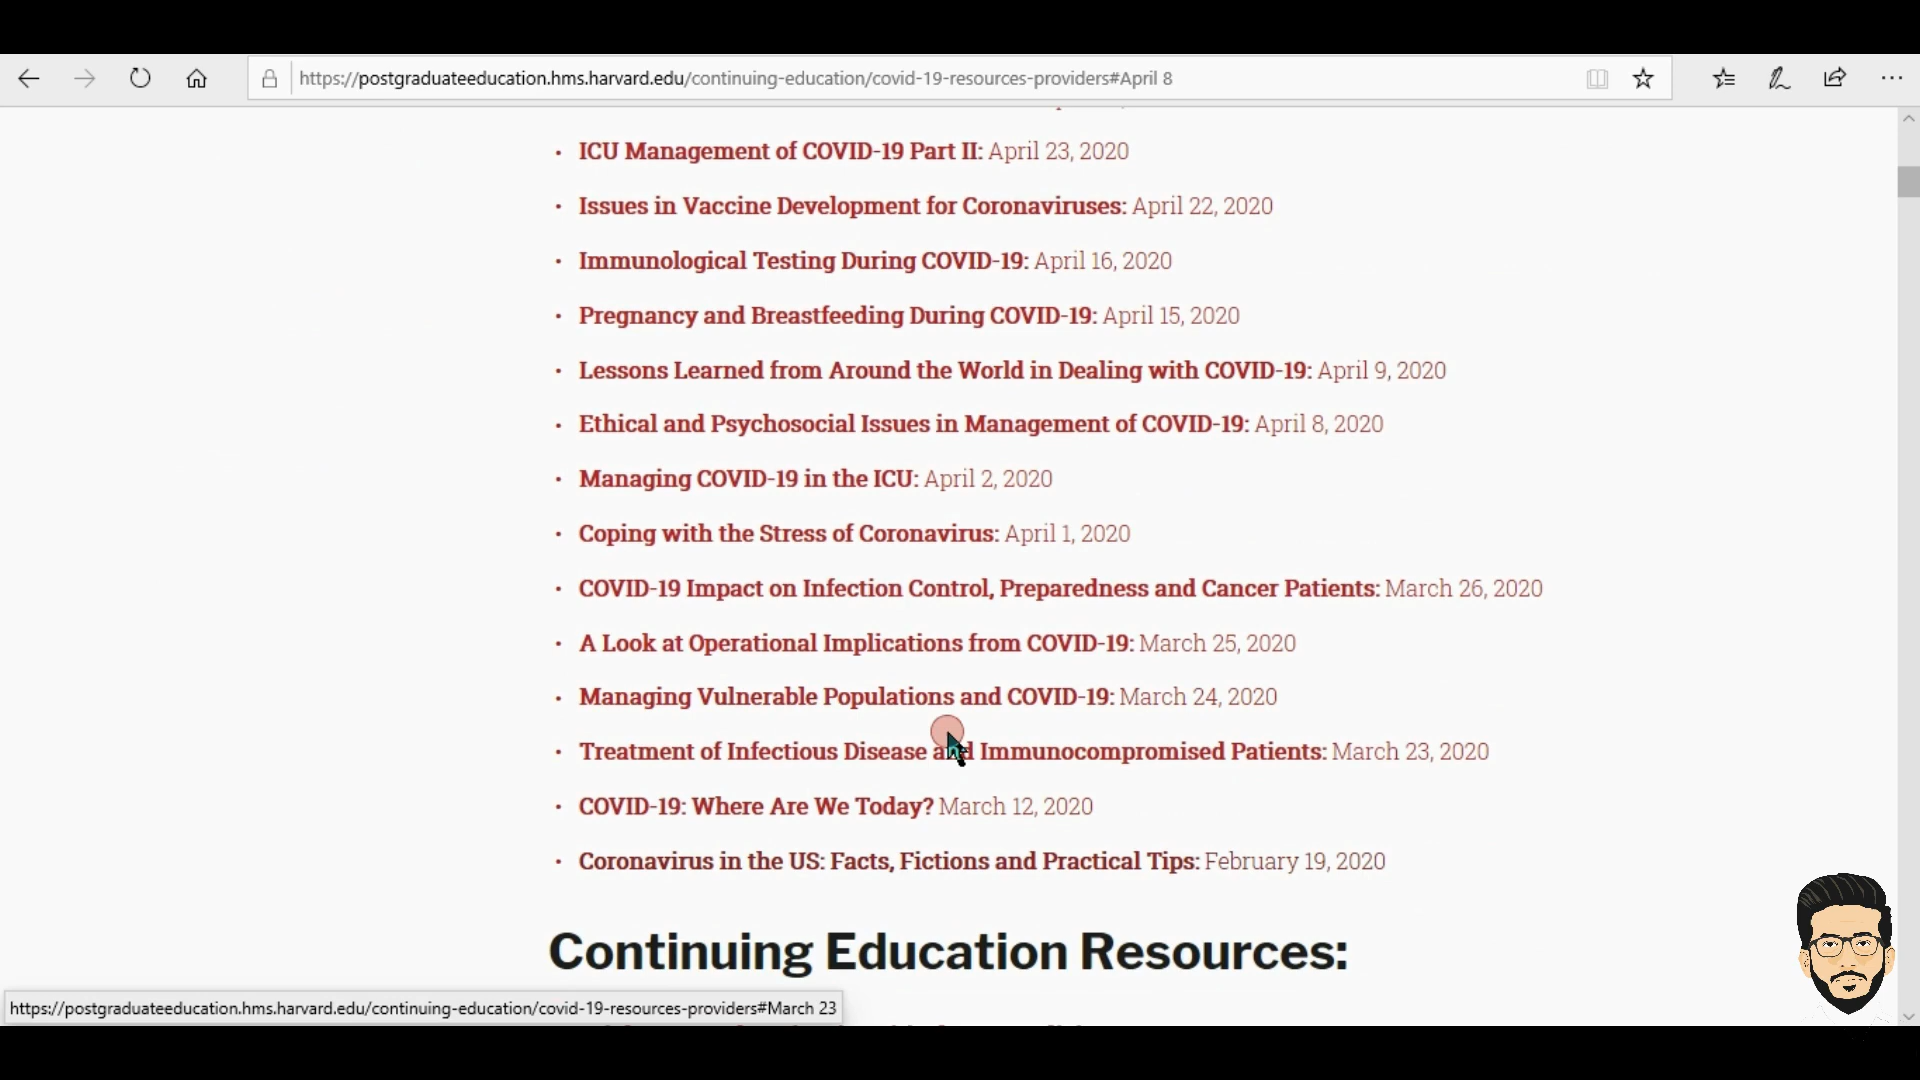 https://postgraduateeducation.hms.harvard.edu/continuing-education/covid-19-resources-providers#April 8
• ICU Management of COVID-19 Part II: April 23, 2020
• Issues in Vaccine Development for Coronaviruses: April 22, 2020
• Immunological Testing During COVID-19: April 16, 2020
• Pregnancy and Breastfeeding During COVID-19: April 15, 2020
• Lessons Learned from Around the World in Dealing with COVID-19: April 9, 2020
• Ethical and Psychosocial Issues in Management of COVID-19: April 8, 2020
• Managing COVID-19 in the ICU: April 2, 2020
• Coping with the Stress of Coronavirus: April 1, 2020
• COVID-19 Impact on Infection Control, Preparedness and Cancer Patients: March 26, 2020
• A Look at Operational Implications from COVID-19: March 25, 2020
• Managing Vulnerable Populations and COVID-19: March 24, 2020
• Treatment of Infectious Disease and Immunocompromised Patients: March 23, 2020
• COVID-19: Where Are We Today? March 12, 2020
• Coronavirus in the US: Facts, Fictions and Practical Tips: February 19, 2020
Continuing Education Resources:
https://postgraduateeducation.hms.harvard.edu/continuing-education/covid-19-resources-providers#March 23